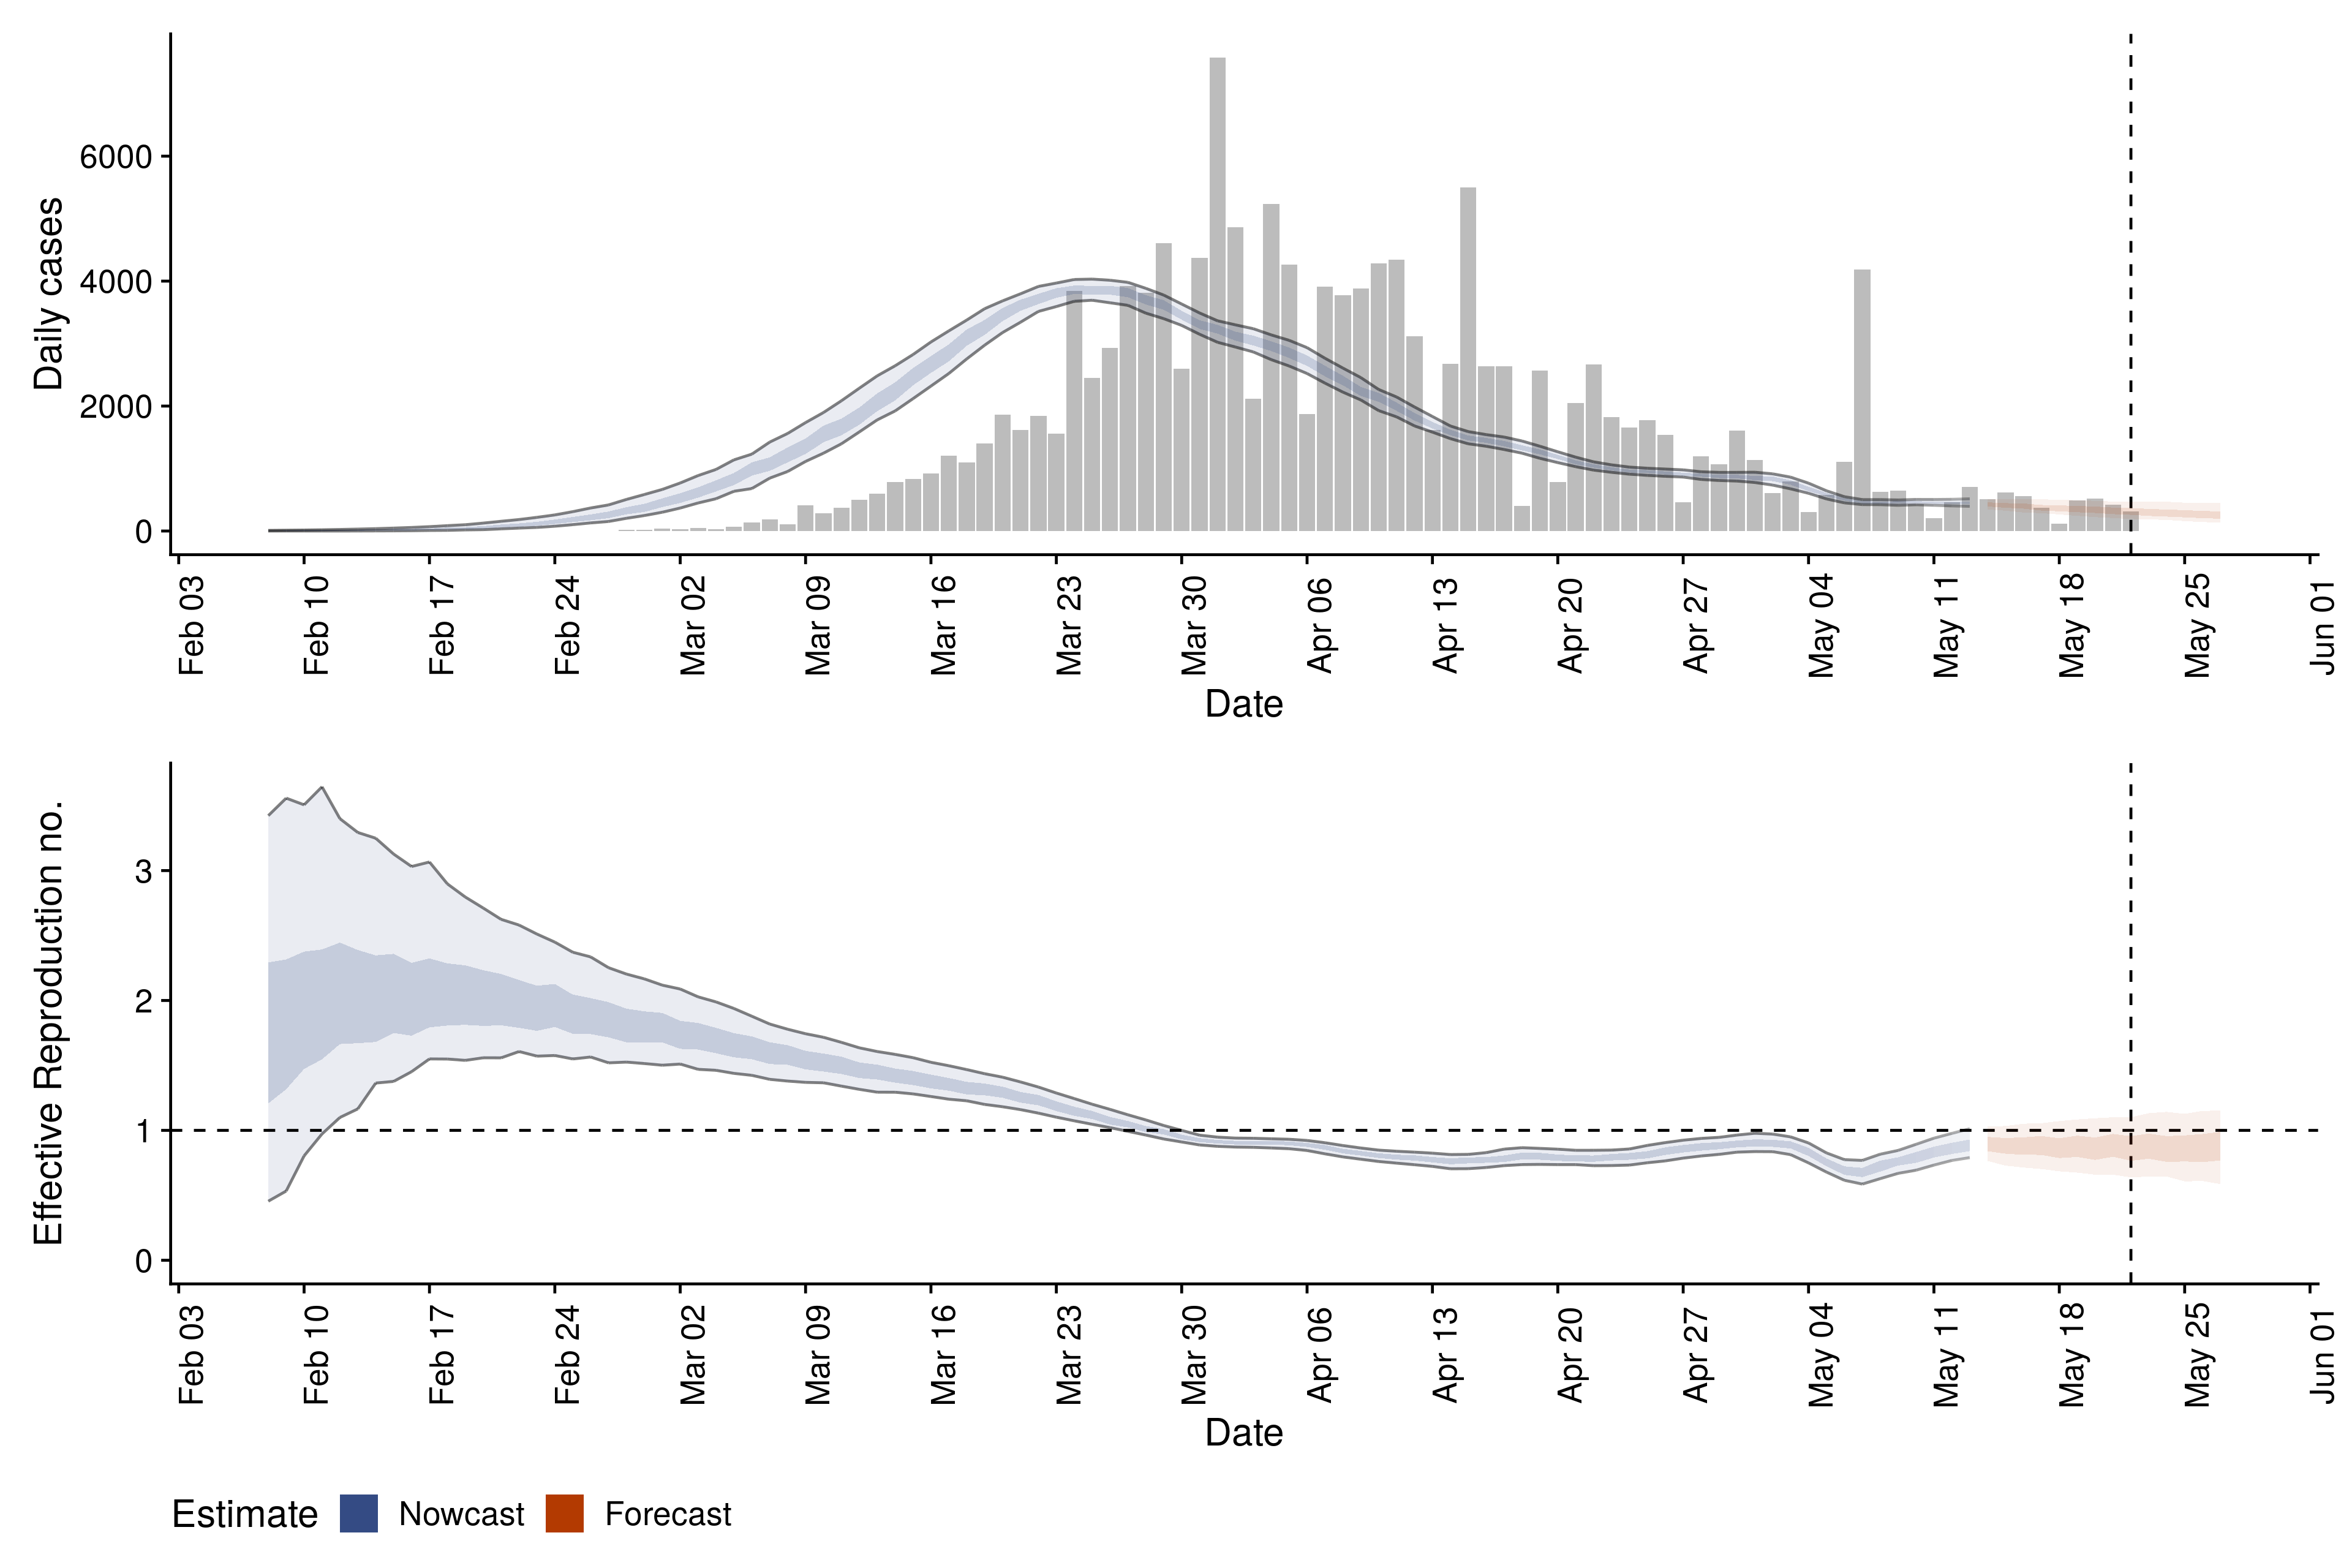 Daily cases
6000
4000
2000
0
Feb 03
Feb 10
Feb 17
Feb 24
Mar 02
Mar 09
Mar 16
Mar 23
Mar 30
Apr 06
Apr 13
Apr 20
Apr 27
May 04
May 11
May 18
May 25
Jun 01
Date
Effective Reproduction no.
3
2
1
0
Feb 03
Feb 10
Feb 17
Feb 24
Mar 02
Mar 09
Mar 16
Mar 23
Mar 30
Apr 06
Apr 13
Apr 20
Apr 27
May 04
May 11
May 18
May 25
Jun 01
Date
Estimate Nowcast Forecast